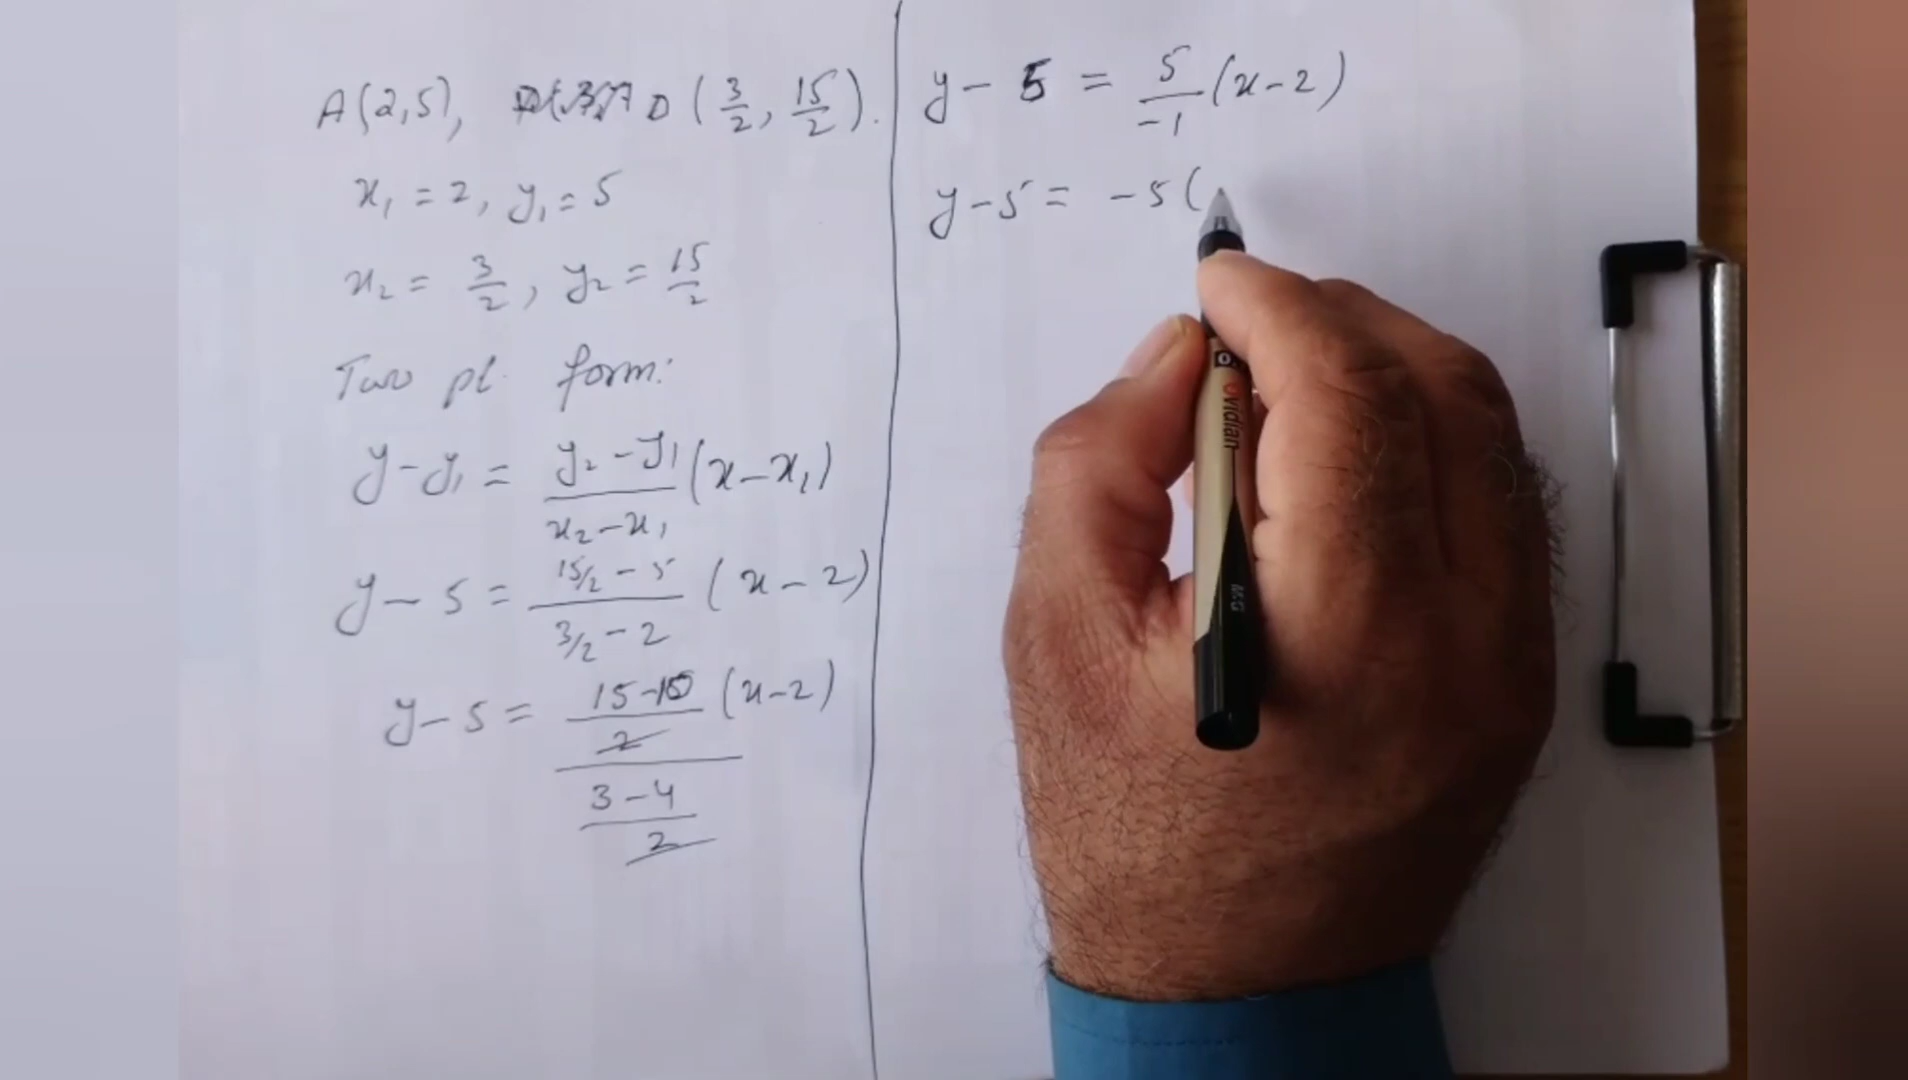 A(2,5), D(3/2, 15/2).
x₁ = 2, y₁ = 5
x₂ = 3/2, y₂ = 15/2
Two pt. form:
y-y₁ = y₂-y₁/x₂-x₁ (x-x₁)
y-5 = 15/2-5/3/2-2 (x-2)
y-5 = 15-10/2/3-4/2 (x-2)
y-5 = 5/-1 (x-2)
y-5 = -5(
Ovidian